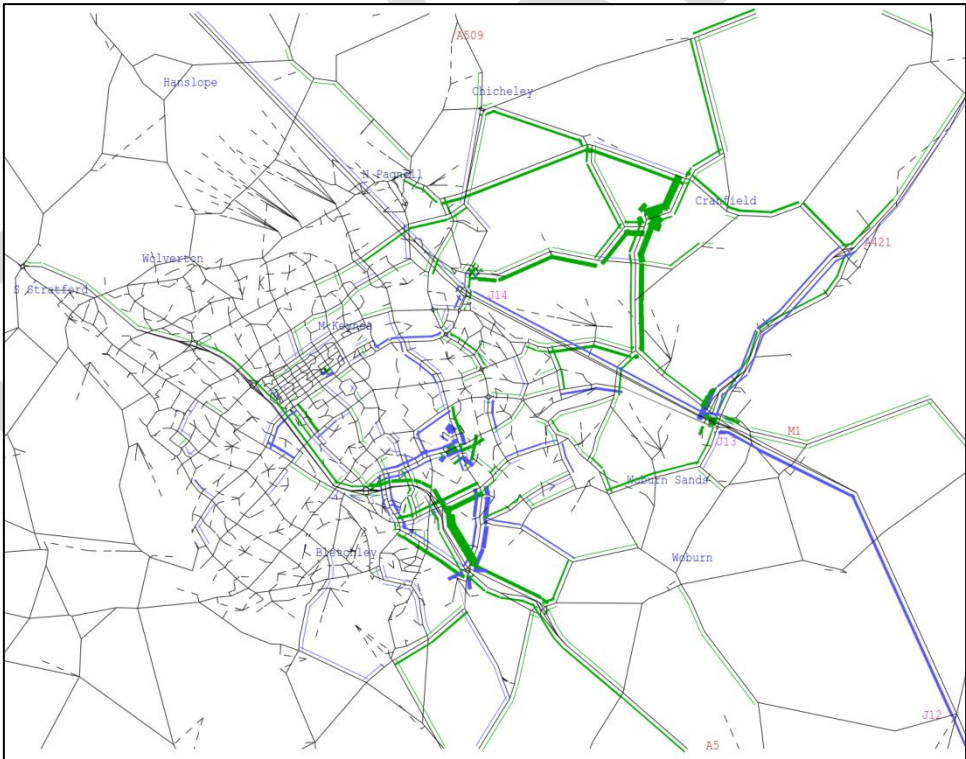 A509
Hanslope
Chicheley
N Pagnell
Cranfield
A421
Wolverton
S Stratford
J14
M Keynes
M1
J13
Woburn Sands
Bletchley
Woburn
J12
A5